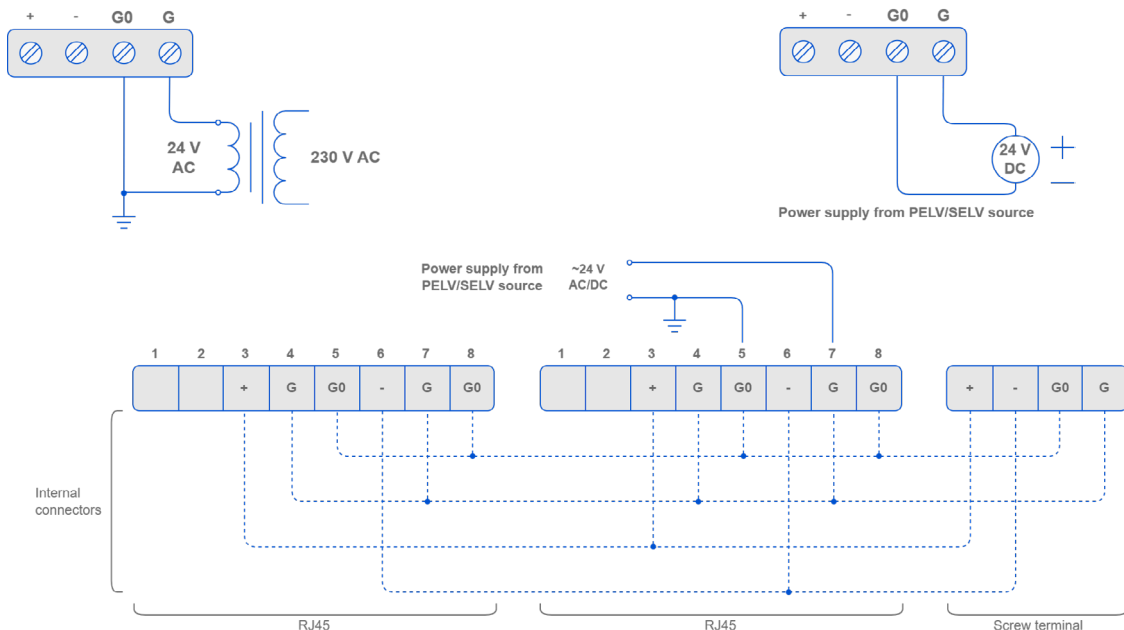 + - G0 G
24 V
AC
230 V AC
+ - G0 G
24 V
DC
+
−
Power supply from PELV/SELV source
Power supply from
PELV/SELV source
~24 V
AC/DC
1 2 3 4 5 6 7 8
+ G G0 - G G0
1 2 3 4 5 6 7 8
+ G G0 - G G0
+ - G0 G
Internal
connectors
RJ45
RJ45
Screw terminal